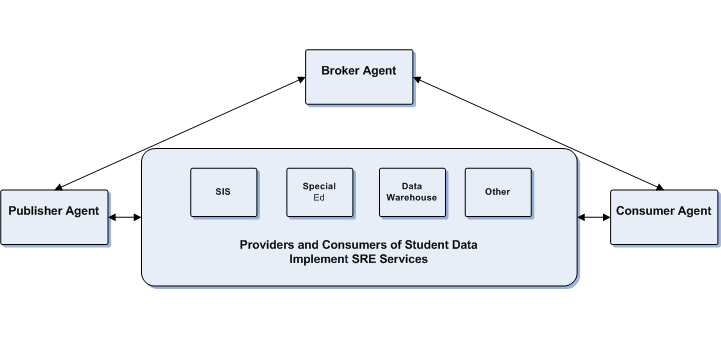 Broker Agent
SIS
Special
Ed
Data
Warehouse
Other
Publisher Agent
Consumer Agent
Providers and Consumers of Student Data
Implement SRE Services